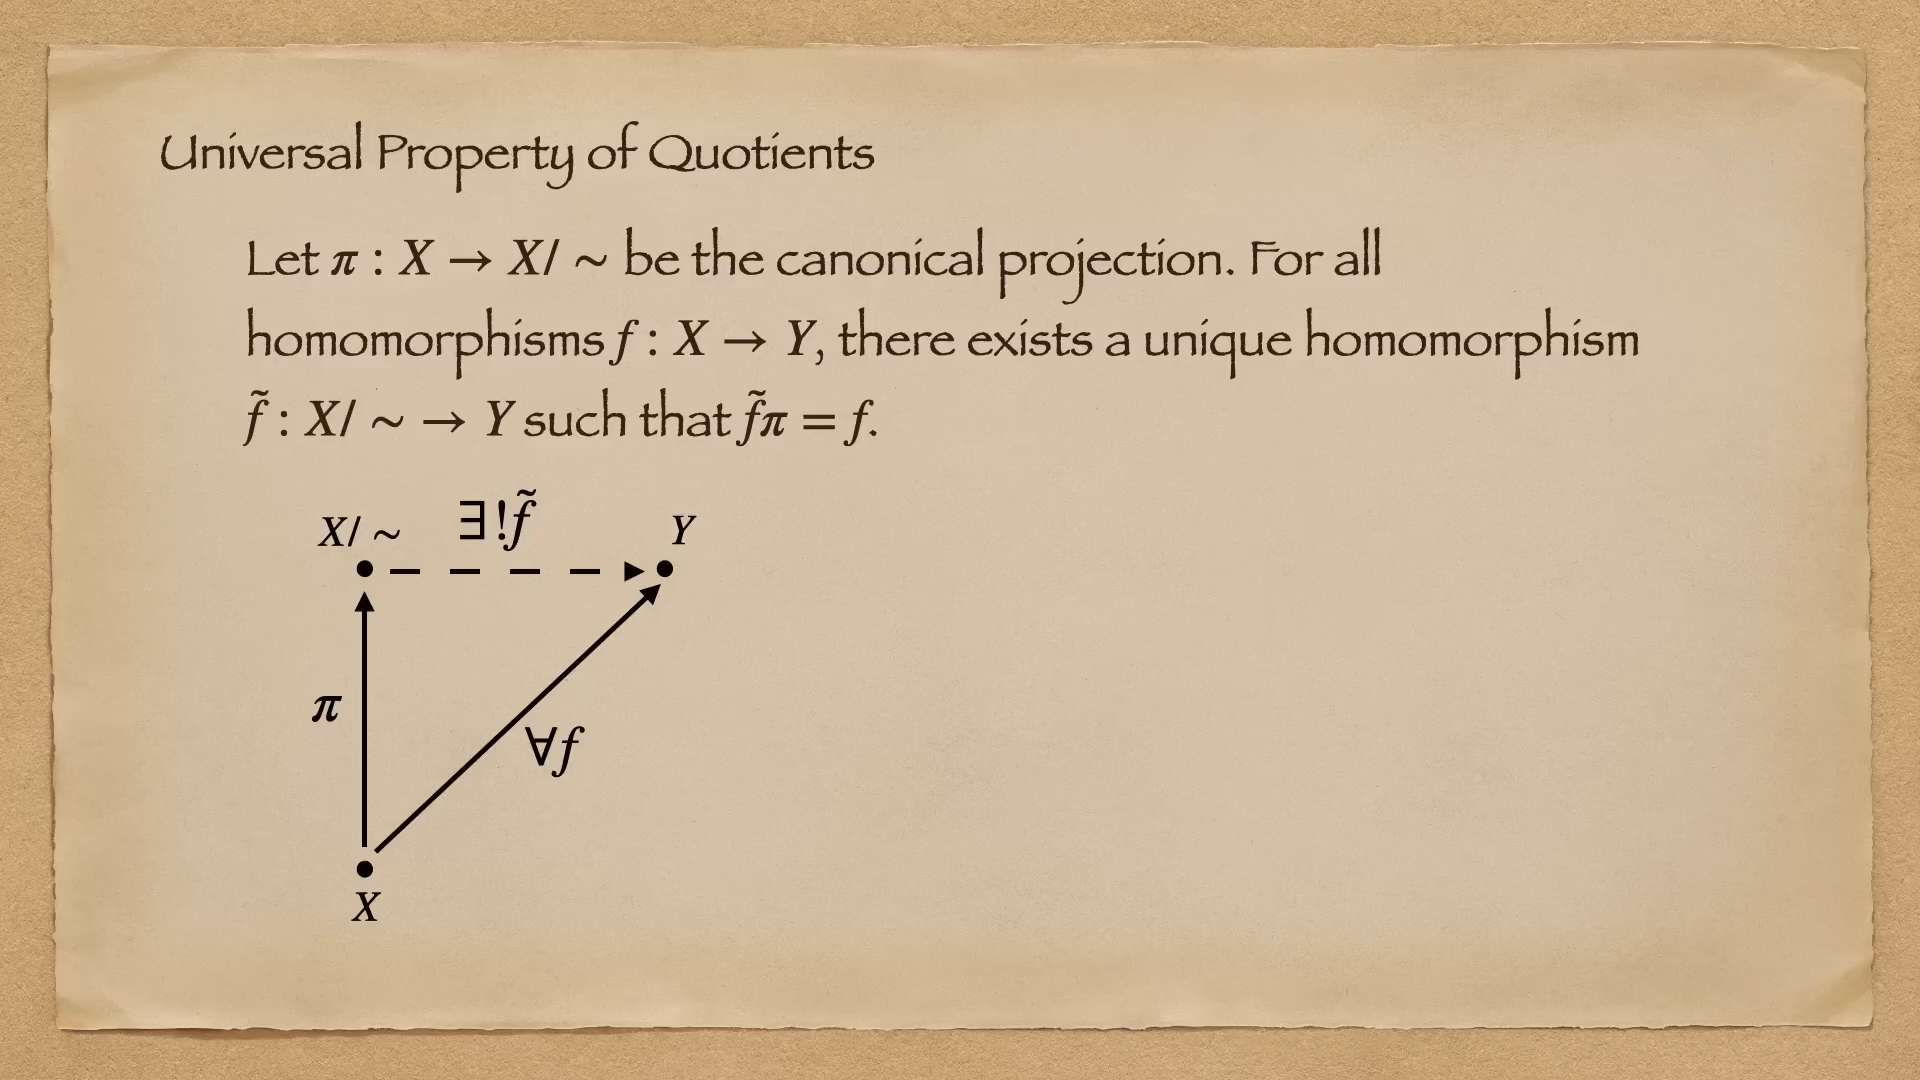 Universal Property of Quotients
Let π : X → X/ ~ be the canonical projection. For all
homomorphisms f : X → Y, there exists a unique homomorphism
f̃ : X/ ~ → Y such that f̃π = f.
X/ ~ ∃!f̃ Y
π
∀f
X